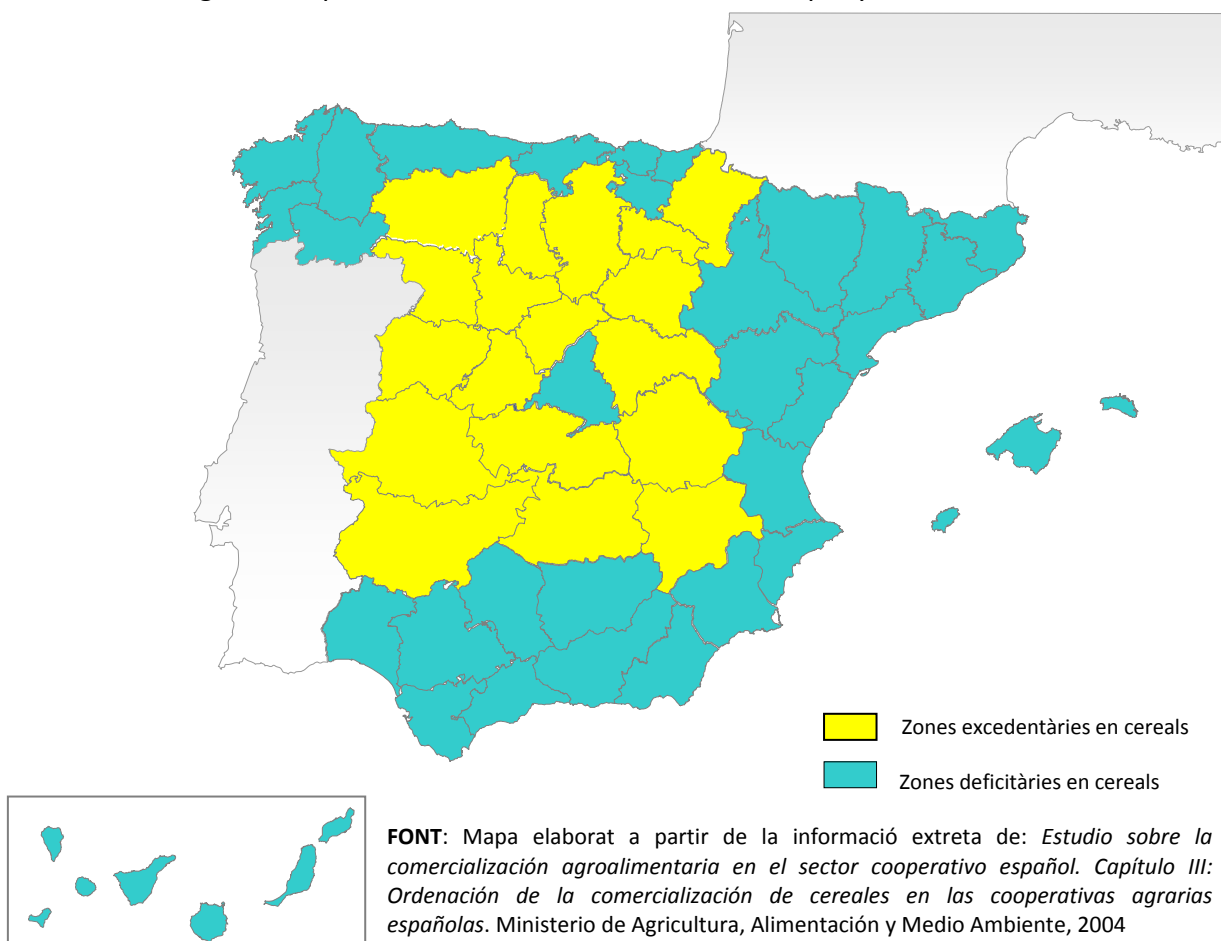 Zones excedentàries en cereals
Zones deficitàries en cereals
FONT: Mapa elaborat a partir de la informació extreta de: Estudio sobre la
comercialización agroalimentaria en el sector cooperativo español. Capítulo III:
Ordenación de la comercialización de cereales en las cooperativas agrarias
españolas. Ministerio de Agricultura, Alimentación y Medio Ambiente, 2004